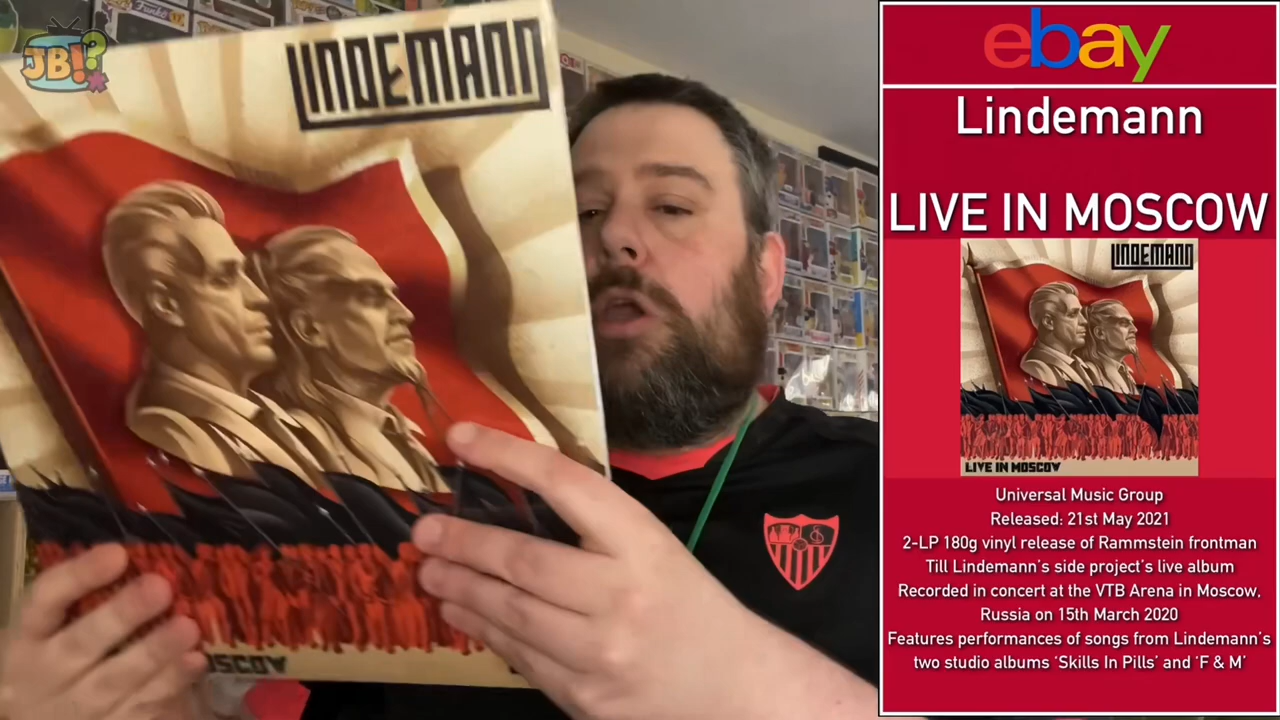 JB!?*
LINDEMANN
MOSCOW
ebay
Lindemann
LIVE IN MOSCOW
LINDEMANN
LIVE IN MOSCOW
Universal Music Group
Released: 21st May 2021
2-LP 180g vinyl release of Rammstein frontman
Till Lindemann's side project's live album
Recorded in concert at the VTB Arena in Moscow,
Russia on 15th March 2020
Features performances of songs from Lindemann's
two studio albums 'Skills In Pills' and 'F & M'